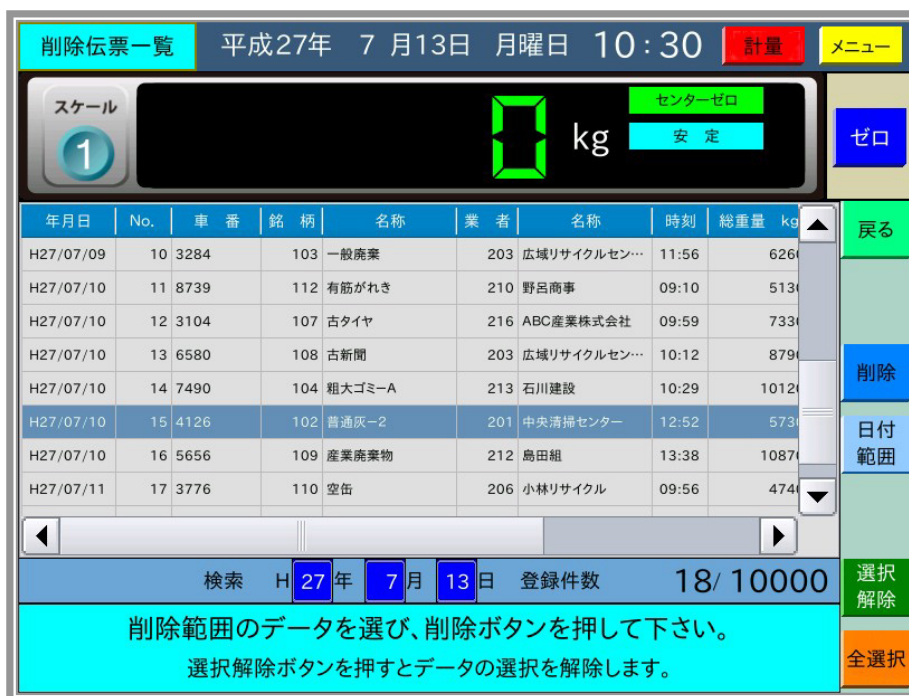 削除伝票一覧 平成27年 7月13日 月曜日 10:30 計量 メニュー
スケール
1
0 kg
センターゼロ
安定
ゼロ
年月日 No. 車番 銘柄 名称 業者 名称 時刻 総重量 kg
戻る
H27/07/09 10 3284 103 一般廃棄 203 広域リサイクルセン… 11:56 626
H27/07/10 11 8739 112 有筋がれき 210 野呂商事 09:10 513
H27/07/10 12 3104 107 古タイヤ 216 ABC産業株式会社 09:59 733
H27/07/10 13 6580 108 古新聞 203 広域リサイクルセン… 10:12 879
H27/07/10 14 7490 104 粗大ゴミーA 213 石川建設 10:29 1012
削除
H27/07/10 15 4126 102 普通灰ー2 201 中央清掃センター 12:52 573
H27/07/10 16 5656 109 産業廃棄物 212 島田組 13:38 1087
日付
範囲
H27/07/11 17 3776 110 空缶 206 小林リサイクル 09:56 474
検索 H27年 7月 13日 登録件数 18/10000
選択
解除
削除範囲のデータを選び、削除ボタンを押して下さい。
選択解除ボタンを押すとデータの選択を解除します。
全選択